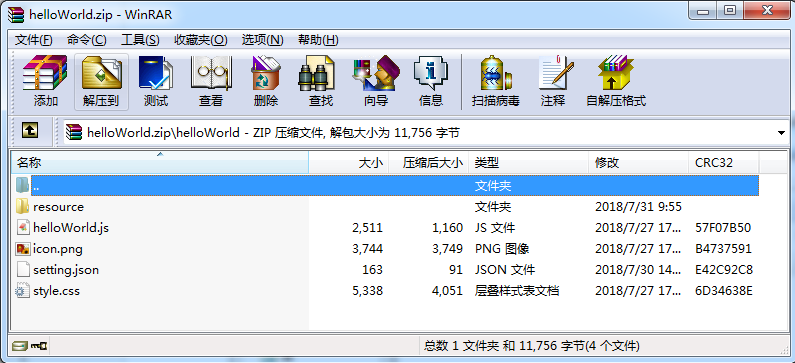 helloWorld.zip - WinRAR
文件(F) 命令(C) 工具(S) 收藏夹(O) 选项(N) 帮助(H)
添加 解压到 测试 查看 删除 查找 向导 信息 扫描病毒 注释 自解压格式
helloWorld.zip\helloWorld - ZIP 压缩文件, 解包大小为 11,756 字节
名称 大小 压缩后大小 类型 修改 CRC32
.. 文件夹
resource 文件夹 2018/7/31 9:55
helloWorld.js 2,511 1,160 JS 文件 2018/7/27 17... 57F07B50
icon.png 3,744 3,749 PNG 图像 2018/7/27 17... B4737591
setting.json 163 91 JSON 文件 2018/7/30 14... E42C92C8
style.css 5,338 4,051 层叠样式表文档 2018/7/27 17... 6D34638E
总数 1 文件夹 和 11,756 字节(4 个文件)